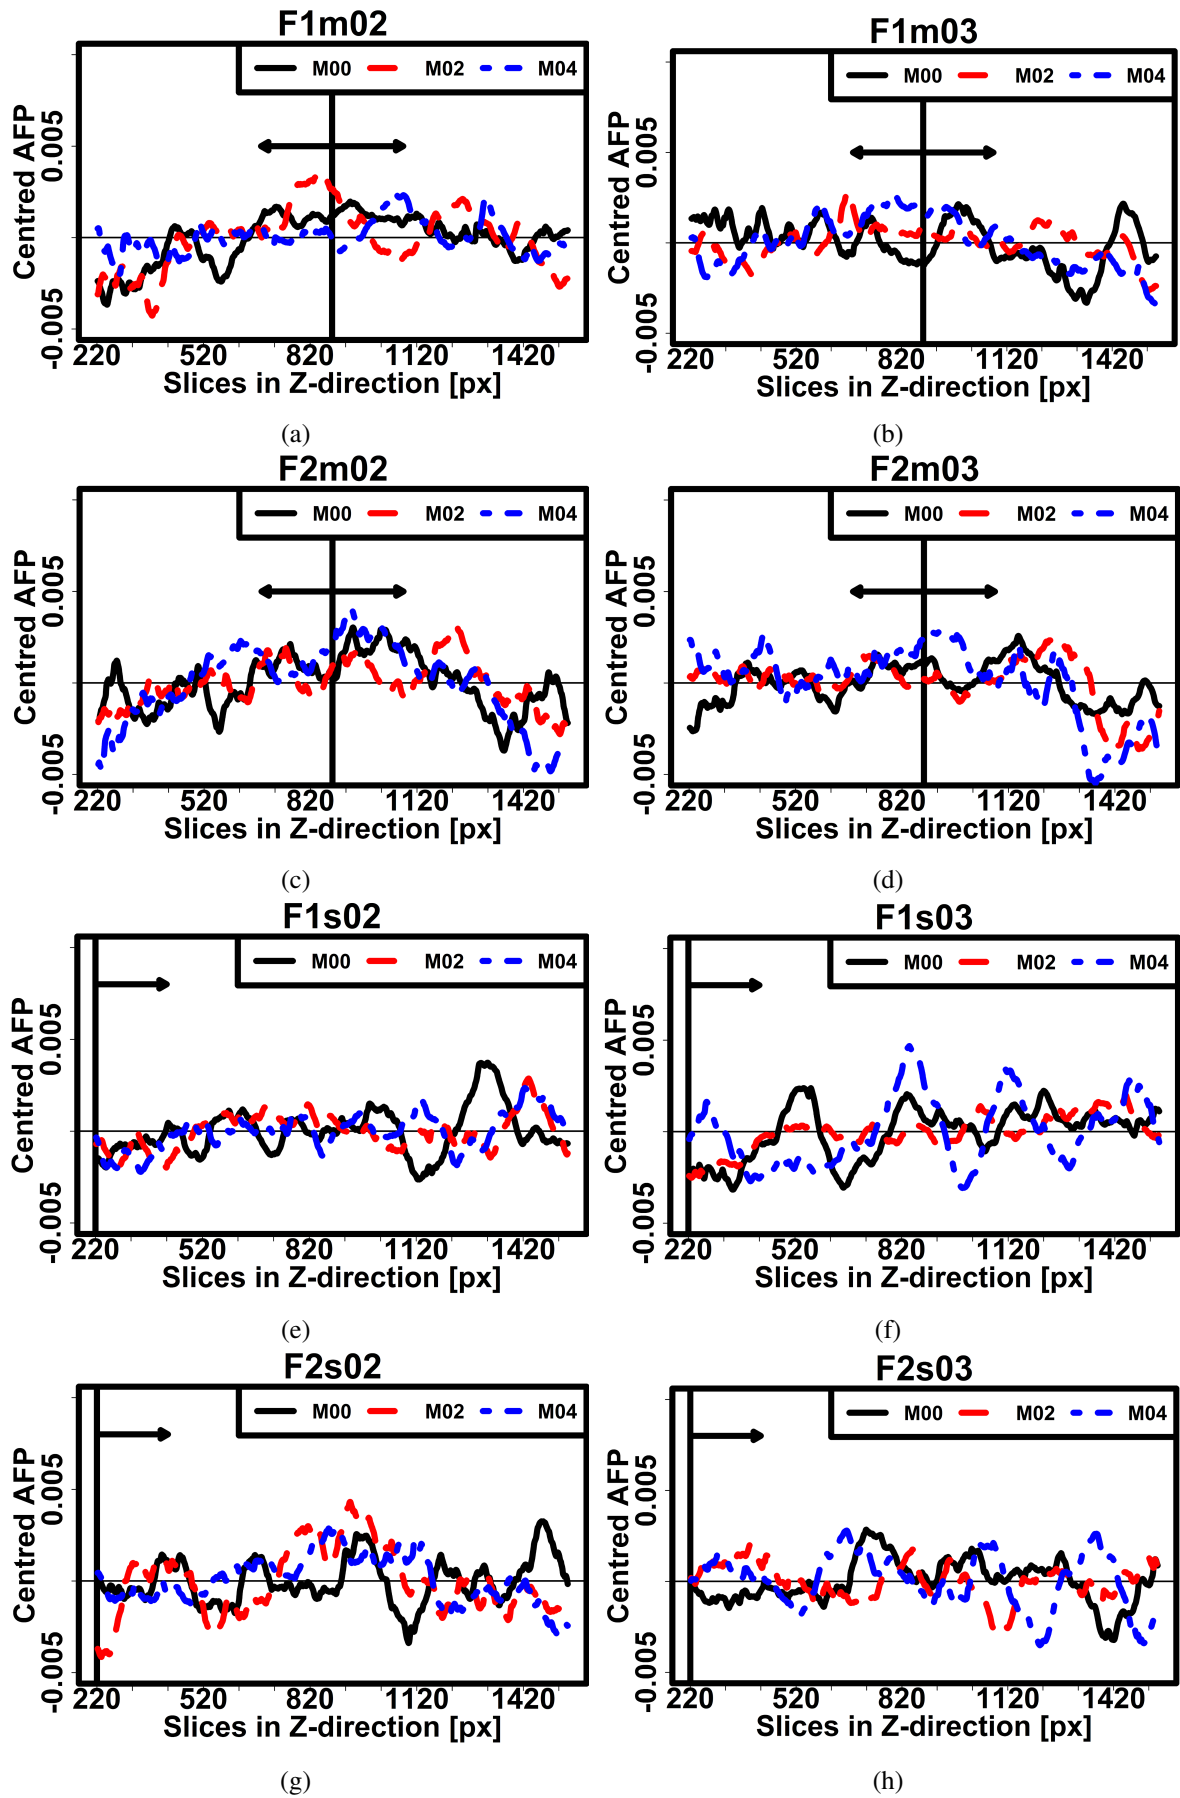 F1m02
M00 M02 M04
Centred AFP
0.005
-0.005
220 520 820 1120 1420
Slices in Z-direction [px]
(a)
F1m03
M00 M02 M04
Centred AFP
0.005
-0.005
220 520 820 1120 1420
Slices in Z-direction [px]
(b)
F2m02
M00 M02 M04
Centred AFP
0.005
-0.005
220 520 820 1120 1420
Slices in Z-direction [px]
(c)
F2m03
M00 M02 M04
Centred AFP
0.005
-0.005
220 520 820 1120 1420
Slices in Z-direction [px]
(d)
F1s02
M00 M02 M04
Centred AFP
0.005
-0.005
220 520 820 1120 1420
Slices in Z-direction [px]
(e)
F1s03
M00 M02 M04
Centred AFP
0.005
-0.005
220 520 820 1120 1420
Slices in Z-direction [px]
(f)
F2s02
M00 M02 M04
Centred AFP
0.005
-0.005
220 520 820 1120 1420
Slices in Z-direction [px]
(g)
F2s03
M00 M02 M04
Centred AFP
0.005
-0.005
220 520 820 1120 1420
Slices in Z-direction [px]
(h)